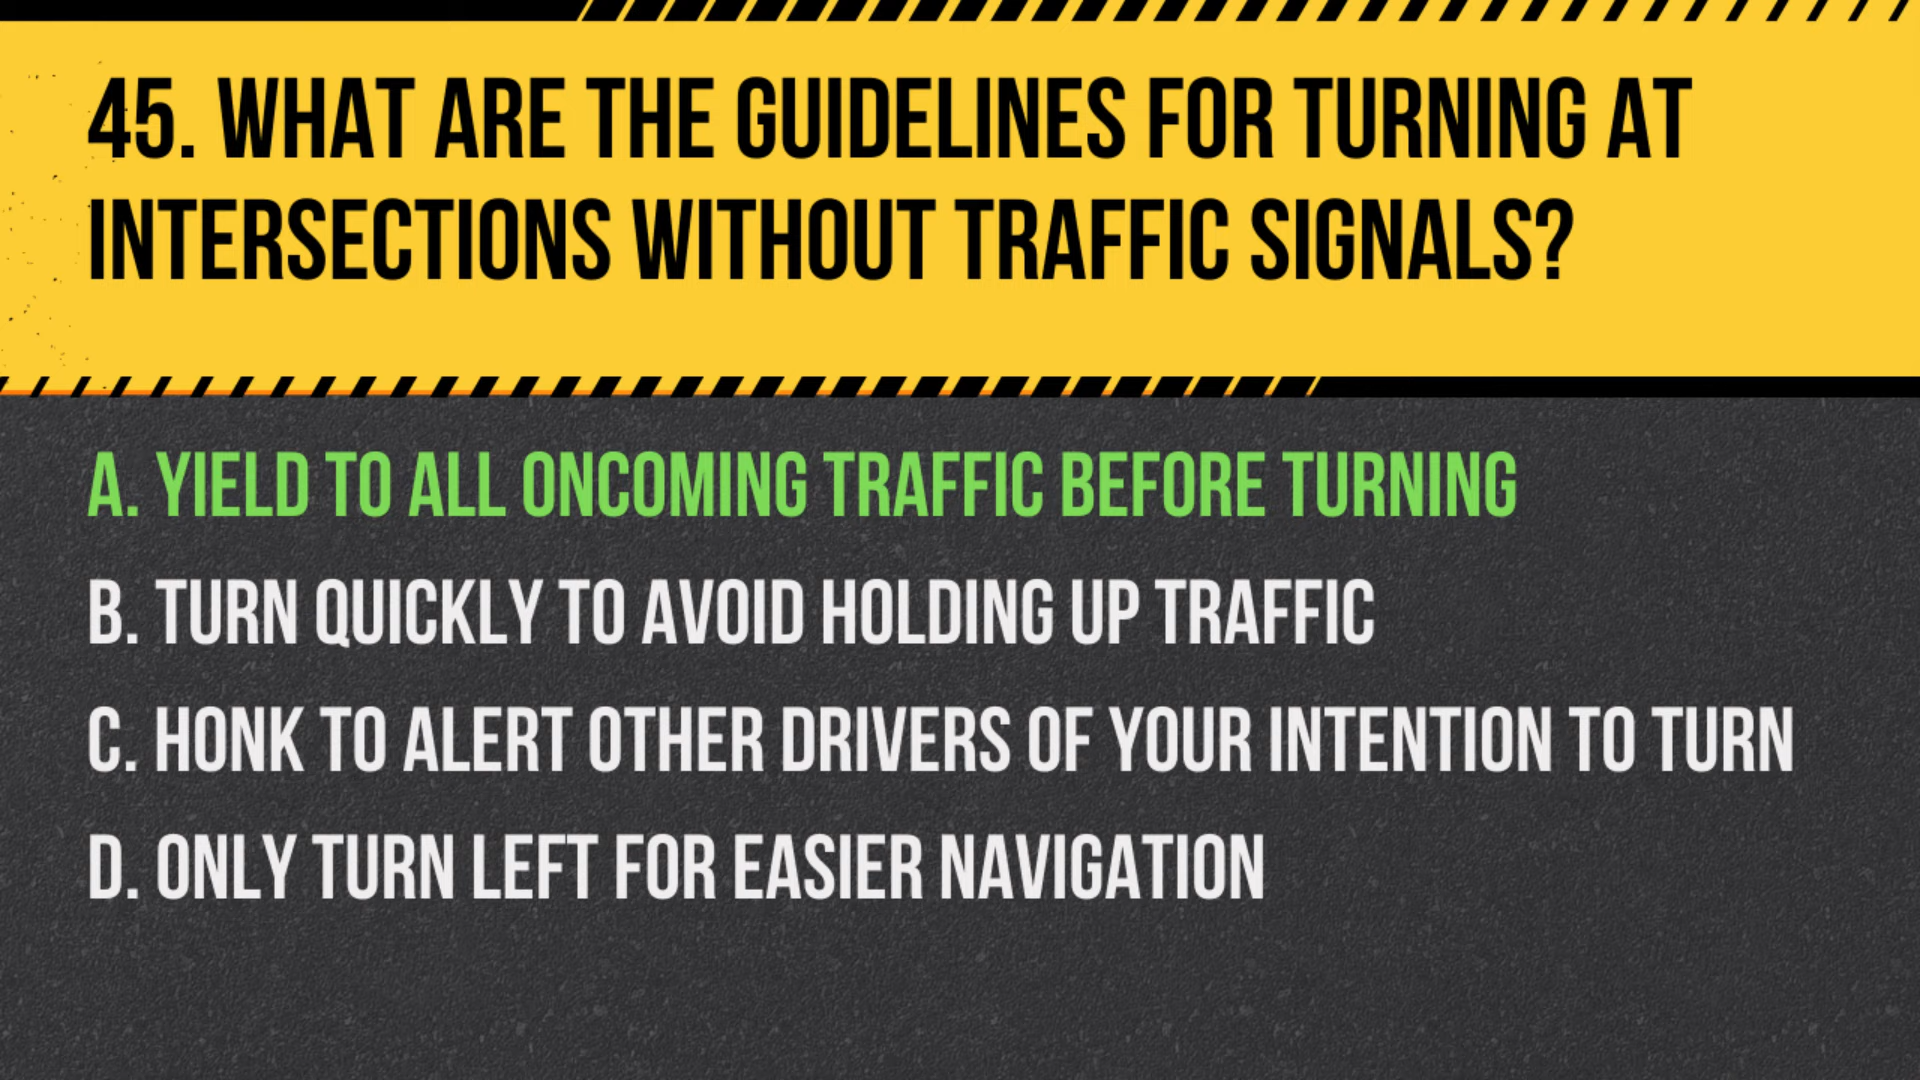 45. WHAT ARE THE GUIDELINES FOR TURNING AT
INTERSECTIONS WITHOUT TRAFFIC SIGNALS?
A. YIELD TO ALL ONCOMING TRAFFIC BEFORE TURNING
B. TURN QUICKLY TO AVOID HOLDING UP TRAFFIC
C. HONK TO ALERT OTHER DRIVERS OF YOUR INTENTION TO TURN
D. ONLY TURN LEFT FOR EASIER NAVIGATION